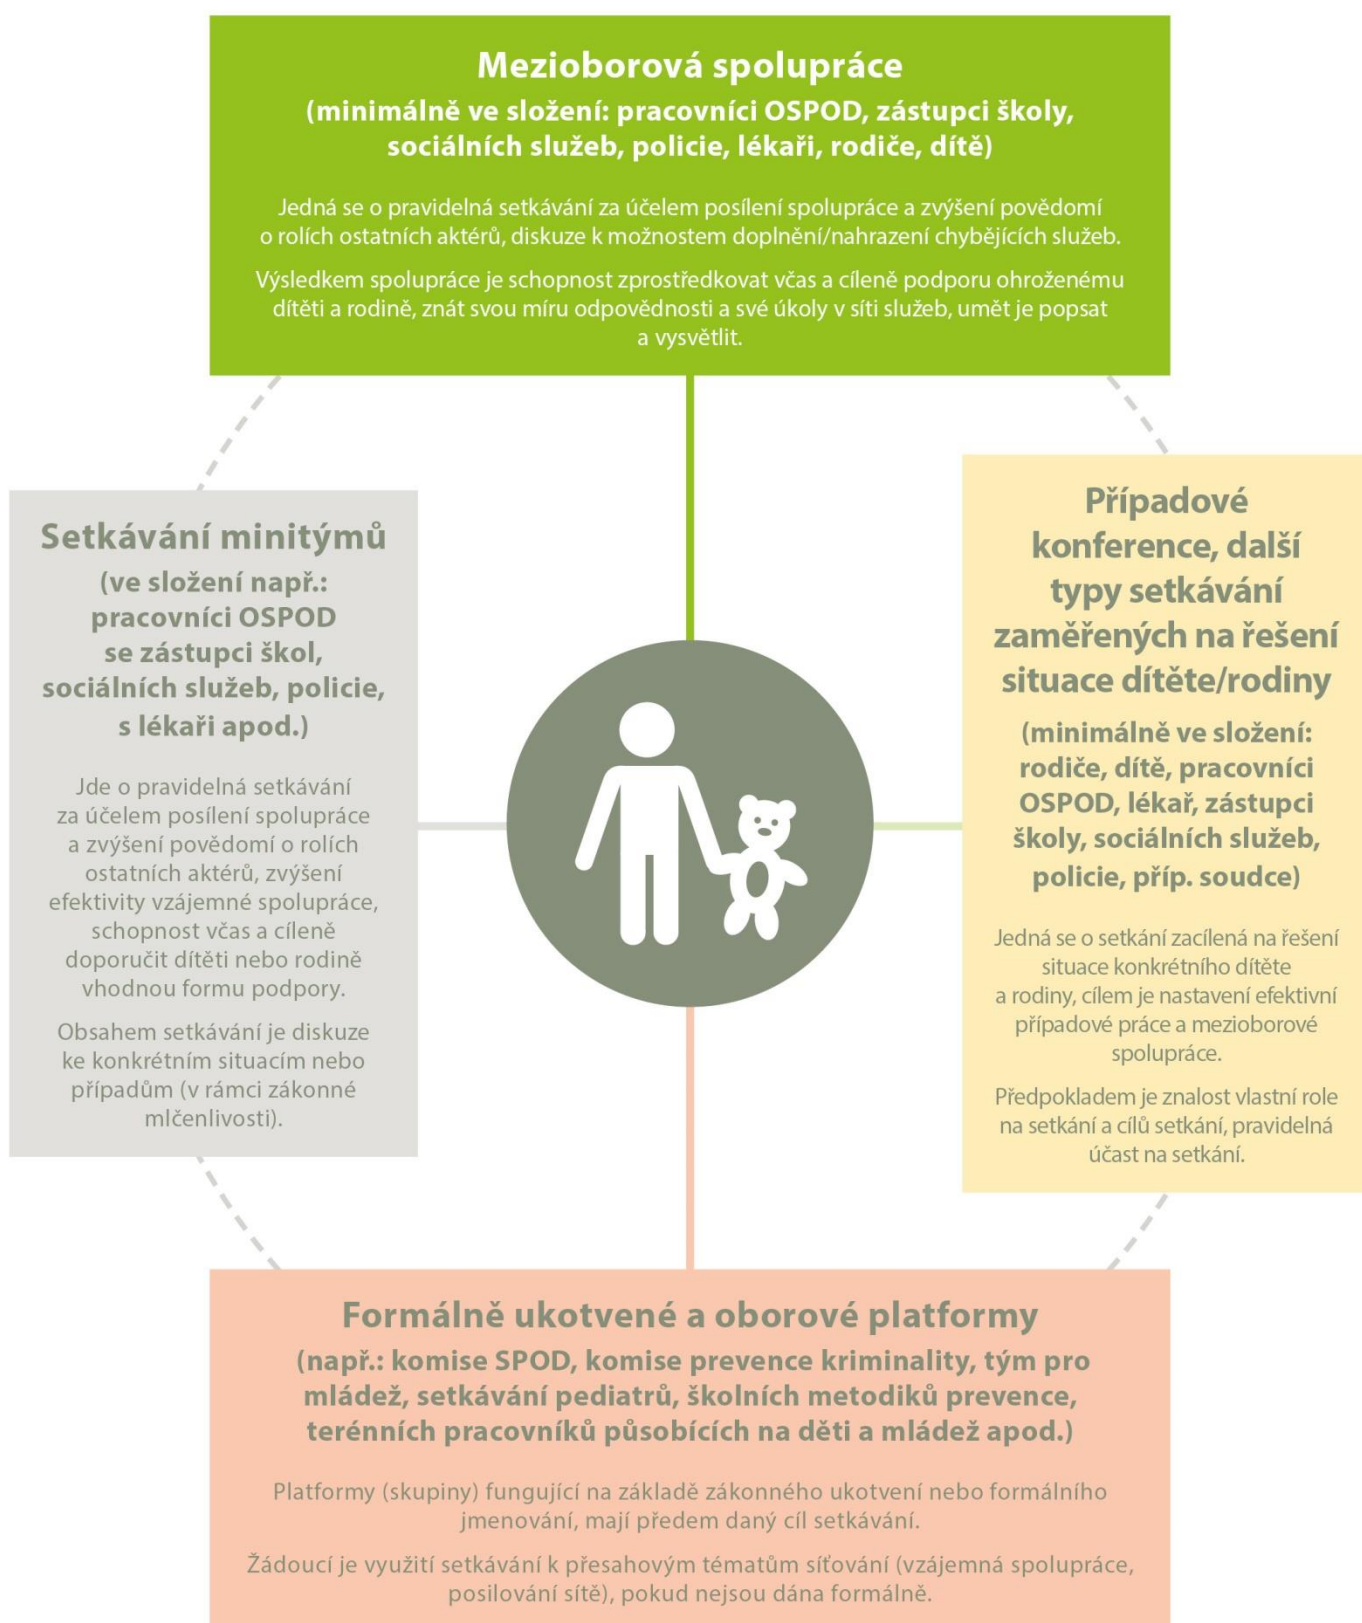 Mezioborová spolupráce
(minimálně ve složení: pracovníci OSPOD, zástupci školy,
sociálních služeb, policie, lékaři, rodiče, dítě)
Jedná se o pravidelná setkávání za účelem posílení spolupráce a zvýšení povědomí
o rolích ostatních aktérů, diskuze k možnostem doplnění/nahrazení chybějících služeb.
Výsledkem spolupráce je schopnost zprostředkovat včas a cíleně podporu ohroženému
dítěti a rodině, znát svou míru odpovědnosti a své úkoly v síti služeb, umět je popsat
a vysvětlit.
Setkávání minitýmů
(ve složení např.:
pracovníci OSPOD
se zástupci škol,
sociálních služeb, policie,
s lékaři apod.)
Jde o pravidelná setkávání
za účelem posílení spolupráce
a zvýšení povědomí o rolích
ostatních aktérů, zvýšení
efektivity vzájemné spolupráce,
schopnost včas a cíleně
doporučit dítěti nebo rodině
vhodnou formu podpory.
Obsahem setkávání je diskuze
ke konkrétním situacím nebo
případům (v rámci zákonné
mlčenlivosti).
Případové
konference, další
typy setkávání
zaměřených na řešení
situace dítěte/rodiny
(minimálně ve složení:
rodiče, dítě, pracovníci
OSPOD, lékař, zástupci
školy, sociálních služeb,
policie, příp. soudce)
Jedná se o setkání zacílená na řešení
situace konkrétního dítěte
a rodiny, cílem je nastavení efektivní
případové práce a mezioborové
spolupráce.
Předpokladem je znalost vlastní role
na setkání a cílů setkání, pravidelná
účast na setkání.
Formálně ukotvené a oborové platformy
(např.: komise SPOD, komise prevence kriminality, tým pro
mládež, setkávání pediatrů, školních metodiků prevence,
terénních pracovníků působících na děti a mládež apod.)
Platformy (skupiny) fungující na základě zákonného ukotvení nebo formálního
jmenování, mají předem daný cíl setkávání.
Žádoucí je využití setkávání k přesahovým tématům síťování (vzájemná spolupráce,
posilování sítě), pokud nejsou dána formálně.